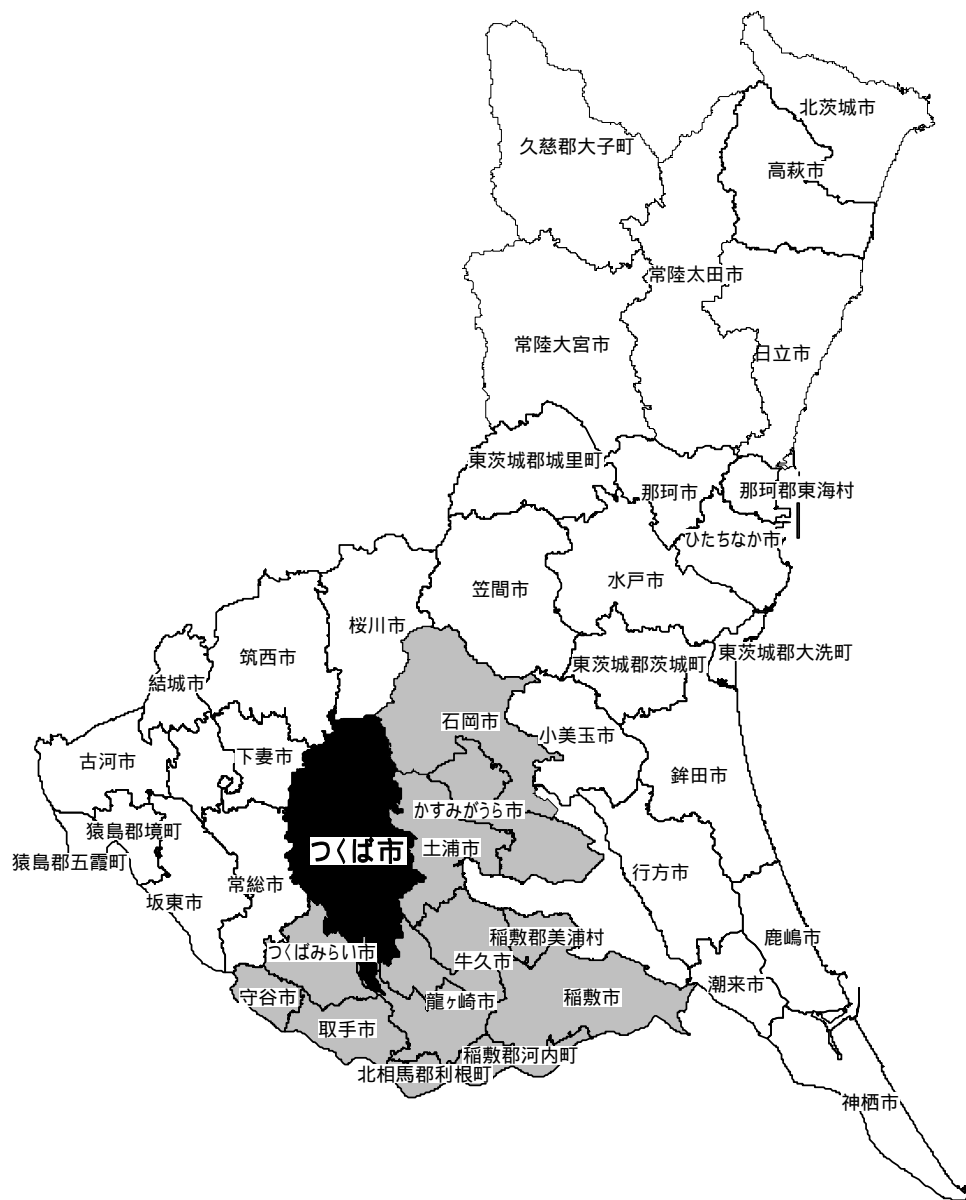 北茨城市
久慈郡大子町
高萩市
常陸太田市
常陸大宮市
日立市
東茨城郡城里町
那珂市
那珂郡東海村
ひたちなか市
水戸市
笠間市
桜川市
東茨城郡大洗町
筑西市
東茨城郡茨城町
結城市
石岡市
小美玉市
下妻市
古河市
鉾田市
かすみがうら市
猿島郡境町
つくば市
土浦市
猿島郡五霞町
行方市
常総市
坂東市
稲敷郡美浦村
鹿嶋市
つくばみらい市
牛久市
潮来市
守谷市
龍ヶ崎市
稲敷市
取手市
稲敷郡河内町
北相馬郡利根町
神栖市